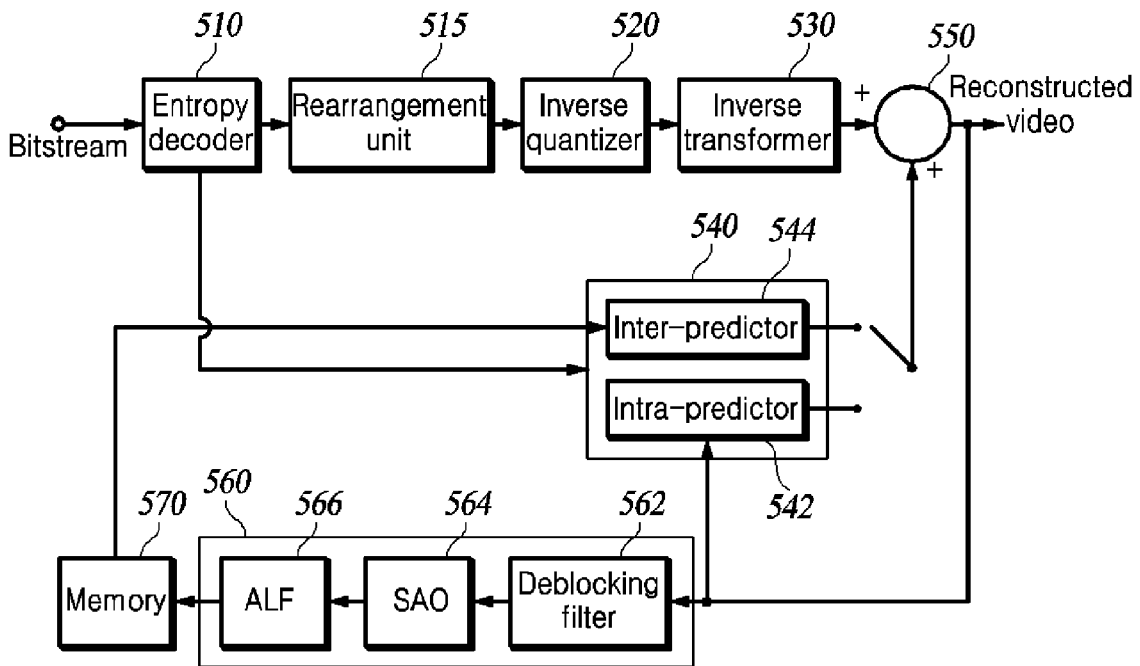 510
515
520
530
550
Bitstream
Entropy
decoder
Rearrangement
unit
Inverse
quantizer
Inverse
transformer
+
+
Reconstructed
video
540
544
Inter-predictor
Intra-predictor
542
570
560
566
564
562
Memory
ALF
SAO
Deblocking
filter